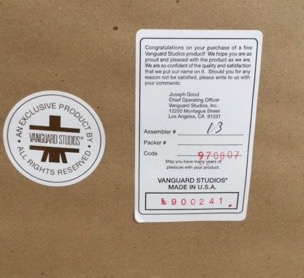 Congratulations on your purchase of a fine
Vanguard Studios product! We hope you are as
proud and pleased with the product as we are.
We are so confident of the quality and satisfaction
that we put our name on it. Should you for any
reason not be satisfied, please write to us with
your comments:
Joseph Good
Chief Operating Officer
Vanguard Studios, Inc.
13200 Montague Street
Los Angeles, CA 91331
Assembler # 13
Packer #
Code 970807
May you have many years of
pleasure with your product.
VANGUARD STUDIOS®
MADE IN U.S.A.
№ 900241
• AN EXCLUSIVE PRODUCT BY •
VANGUARD STUDIOS®
ALL RIGHTS RESERVED